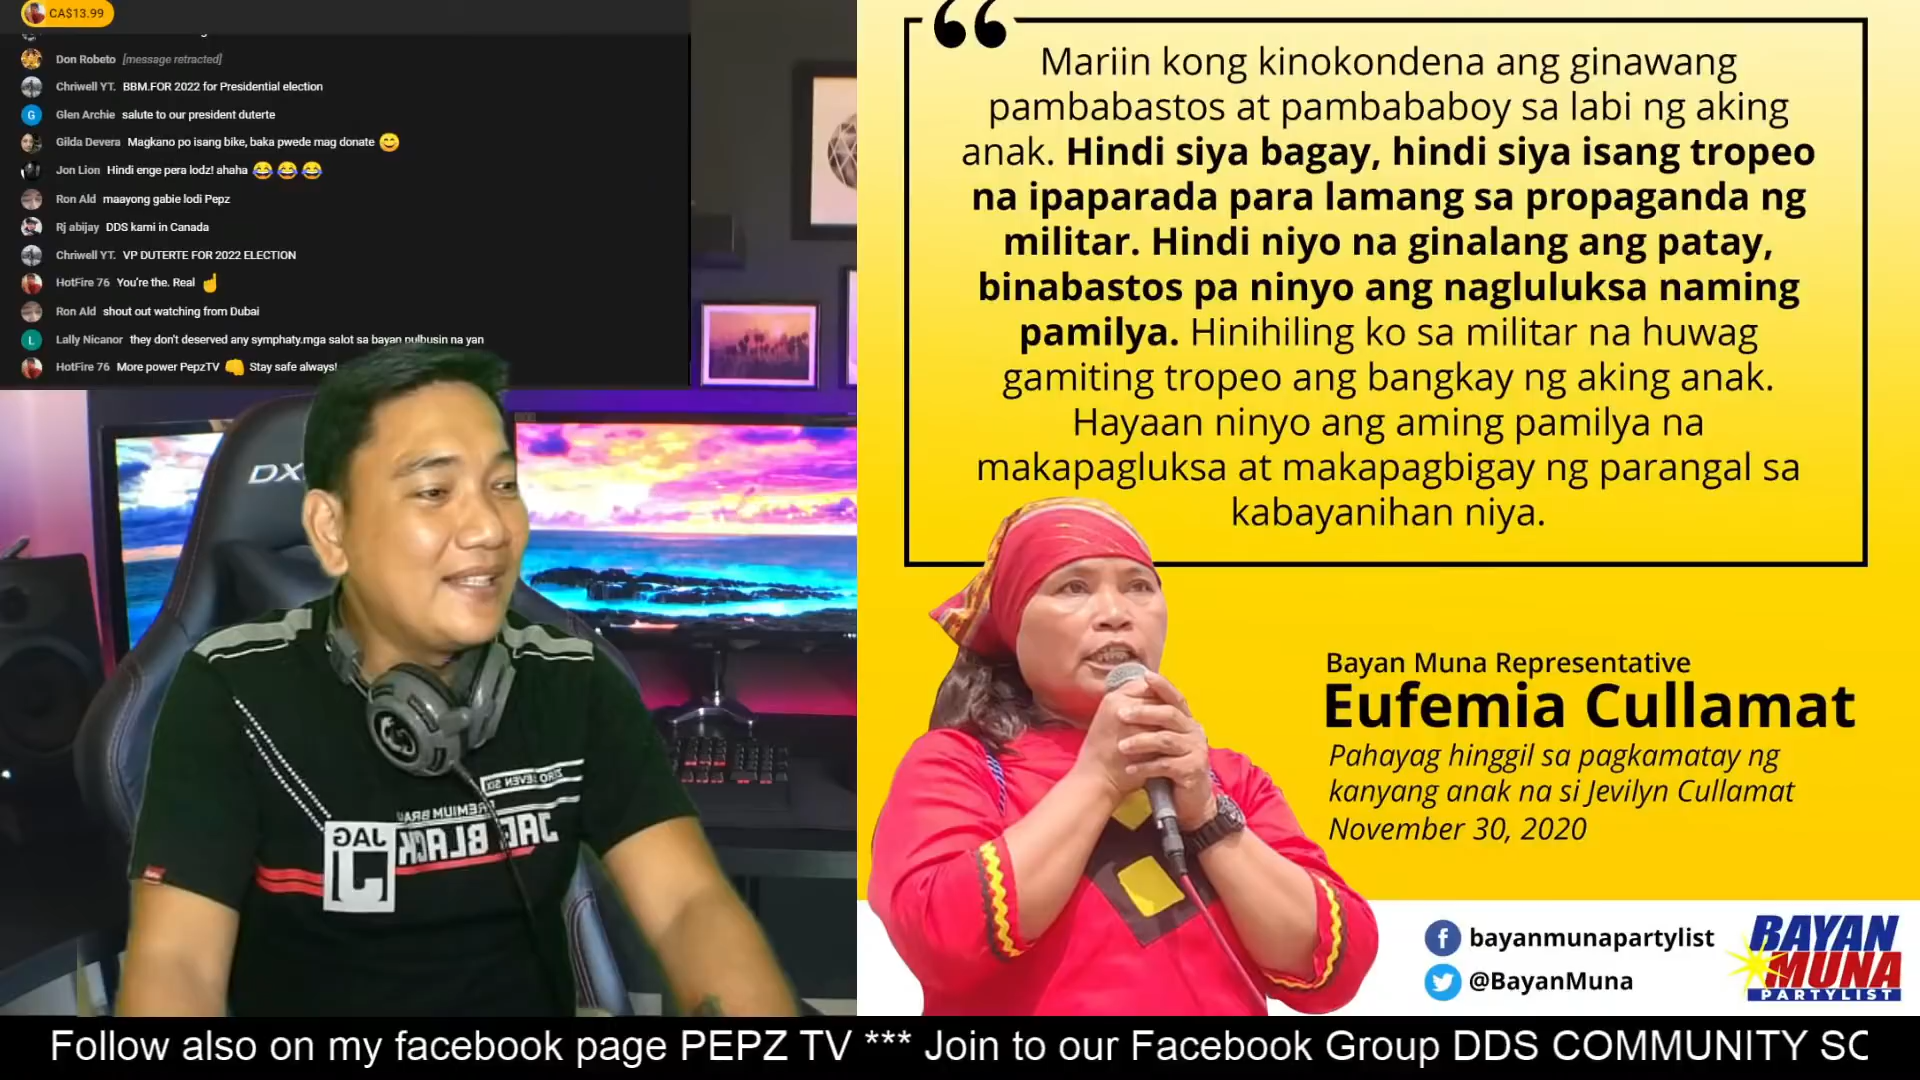 CA$13.99
Don Robeto [message retracted]
Chriwell YT. BBM.FOR 2022 for Presidential election
G Glen Archie salute to our president duterte
Gilda Devera Magkano po isang bike, baka pwede mag donate 😊
Jon Lion Hindi enge pera lodz! ahaha 😂 😂 😂
Ron Ald maayong gabie lodi Pepz
Rj abijay DDS kami in Canada
Chriwell YT. VP DUTERTE FOR 2022 ELECTION
HotFire 76 You're the. Real ☝
Ron Ald shout out watching from Dubai
L Lally Nicanor they don't deserved any symphaty.mga salot sa bayan pulbusin na yan
HotFire 76 More power PepzTV 👊 Stay safe always!
DX
ZERO SEVEN SIX
PREMIUM BRA
JAG BLACK
JAG
J
“
Mariin kong kinokondena ang ginawang
pambabastos at pambababoy sa labi ng aking
anak. Hindi siya bagay, hindi siya isang tropeo
na ipaparada para lamang sa propaganda ng
militar. Hindi niyo na ginalang ang patay,
binabastos pa ninyo ang nagluluksa naming
pamilya. Hinihiling ko sa militar na huwag
gamiting tropeo ang bangkay ng aking anak.
Hayaan ninyo ang aming pamilya na
makapagluksa at makapagbigay ng parangal sa
kabayanihan niya.
Bayan Muna Representative
Eufemia Cullamat
Pahayag hinggil sa pagkamatay ng
kanyang anak na si Jevilyn Cullamat
November 30, 2020
f bayanmunapartylist
@BayanMuna
BAYAN
MUNA
PARTYLIST
Follow also on my facebook page PEPZ TV *** Join to our Facebook Group DDS COMMUNITY SO